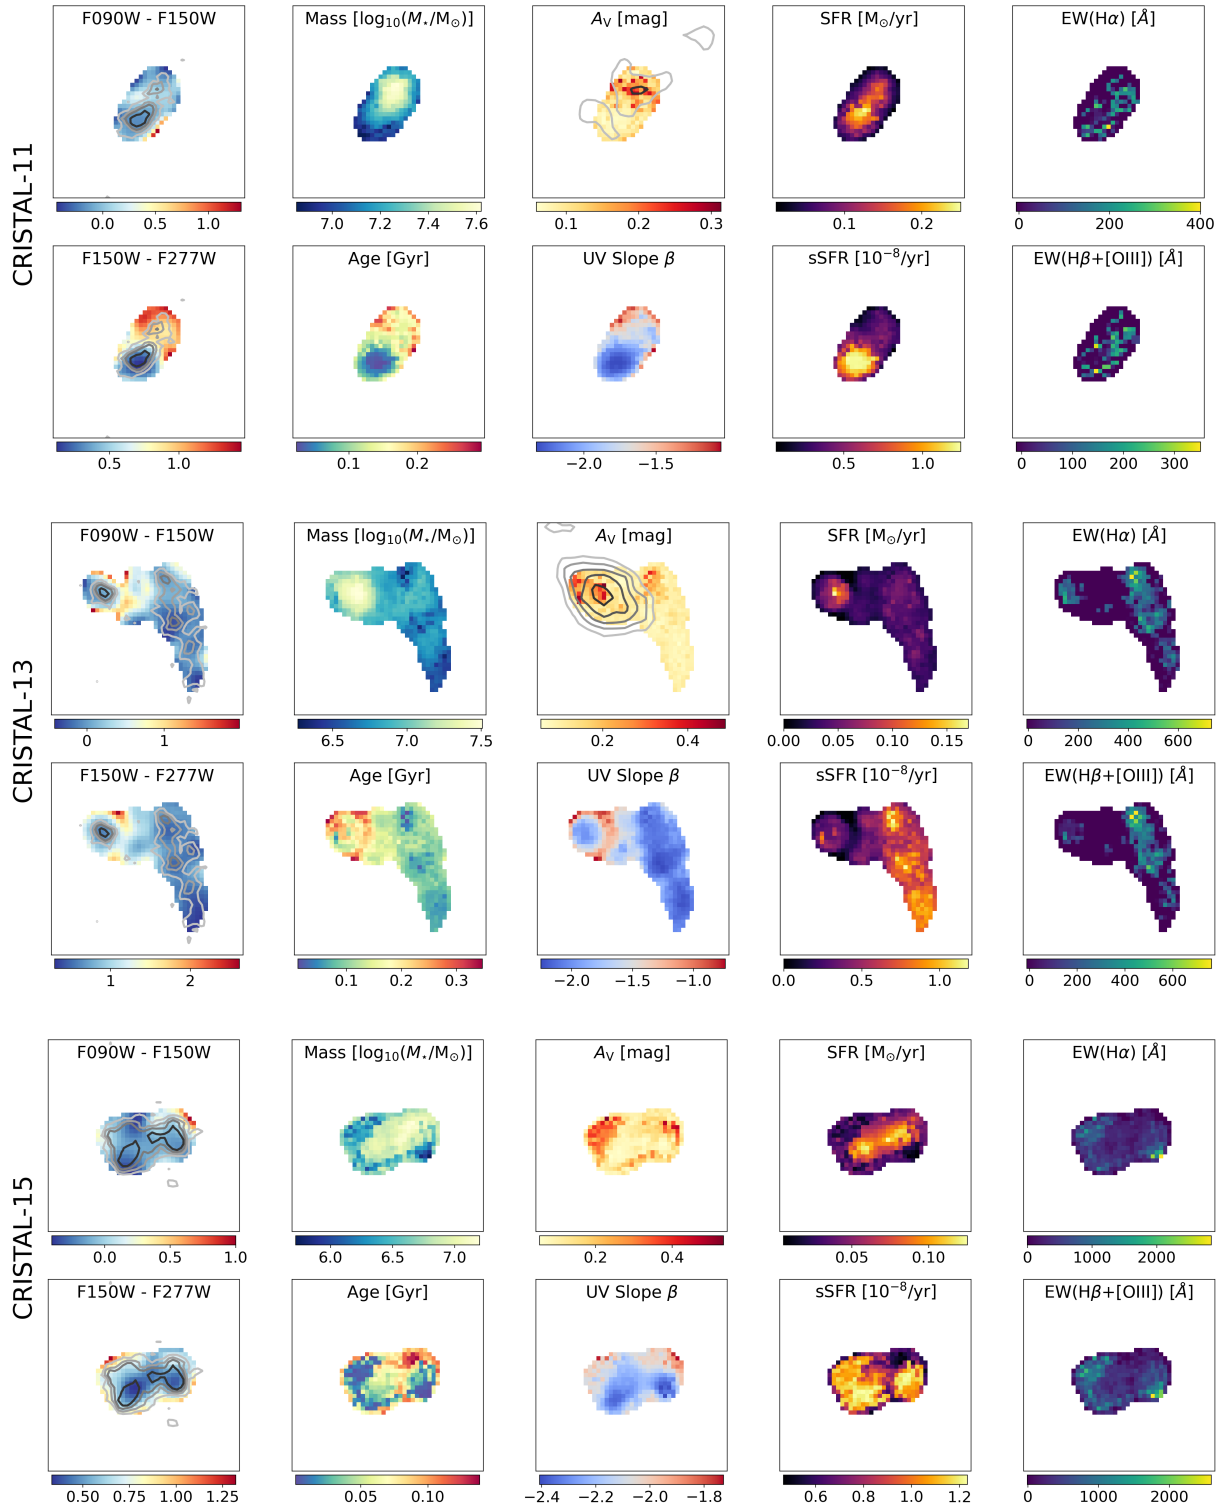 CRISTAL-11
F090W - F150W
Mass [log₁₀(M⋆/M⊙)]
A_V [mag]
SFR [M⊙/yr]
EW(Hα) [Å]
0.0 0.5 1.0
7.0 7.2 7.4 7.6
0.1 0.2 0.3
0.1 0.2
0 200 400
F150W - F277W
Age [Gyr]
UV Slope β
sSFR [10⁻⁸/yr]
EW(Hβ+[OIII]) [Å]
0.5 1.0
0.1 0.2
−2.0 −1.5
0.5 1.0
0 100 200 300
CRISTAL-13
F090W - F150W
Mass [log₁₀(M⋆/M⊙)]
A_V [mag]
SFR [M⊙/yr]
EW(Hα) [Å]
0 1
6.5 7.0 7.5
0.2 0.4
0.00 0.05 0.10 0.15
0 200 400 600
F150W - F277W
Age [Gyr]
UV Slope β
sSFR [10⁻⁸/yr]
EW(Hβ+[OIII]) [Å]
1 2
0.1 0.2 0.3
−2.0 −1.5 −1.0
0.0 0.5 1.0
0 200 400 600
CRISTAL-15
F090W - F150W
Mass [log₁₀(M⋆/M⊙)]
A_V [mag]
SFR [M⊙/yr]
EW(Hα) [Å]
0.0 0.5 1.0
6.0 6.5 7.0
0.2 0.4
0.05 0.10
0 1000 2000
F150W - F277W
Age [Gyr]
UV Slope β
sSFR [10⁻⁸/yr]
EW(Hβ+[OIII]) [Å]
0.50 0.75 1.00 1.25
0.05 0.10
−2.4 −2.2 −2.0 −1.8
0.6 0.8 1.0 1.2
0 1000 2000